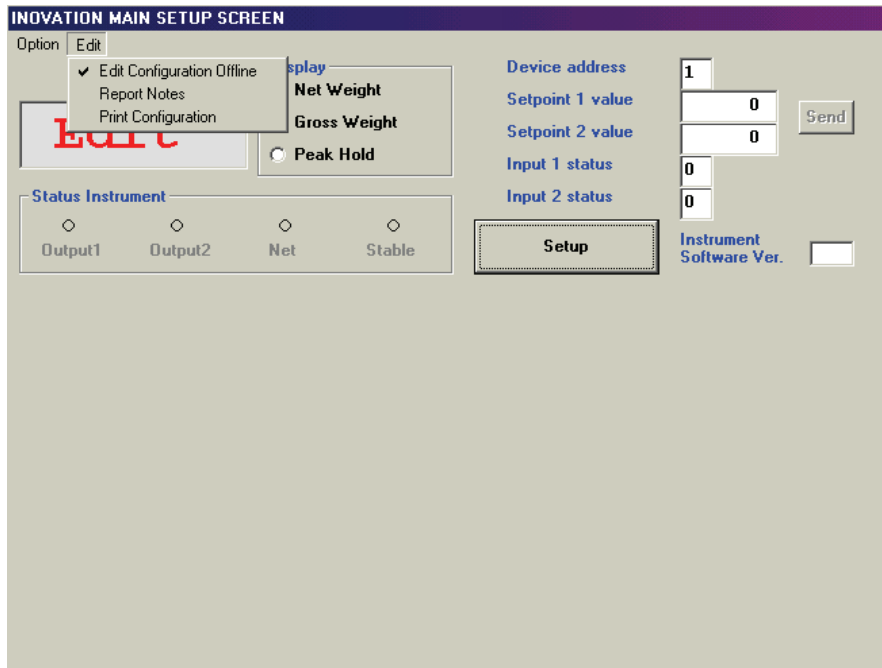 INOVATION MAIN SETUP SCREEN
Option Edit
Edit Configuration Offline
Report Notes
Print Configuration
Edit
splay
Net Weight
Gross Weight
Peak Hold
Device address 1
Setpoint 1 value 0
Setpoint 2 value 0
Input 1 status 0
Input 2 status 0
Send
Status Instrument
Output1 Output2 Net Stable
Setup
Instrument
Software Ver.